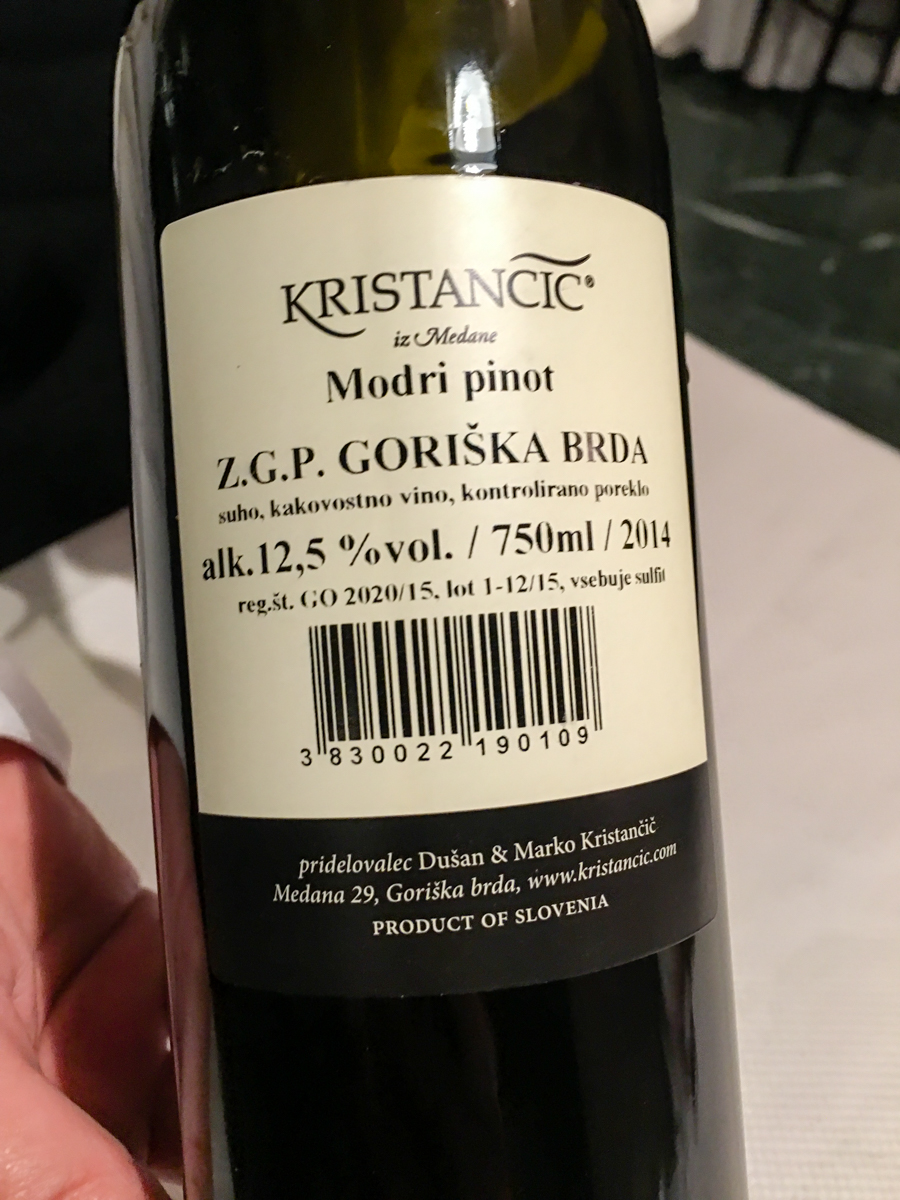 KRISTANČIČ®
iz Medane
Modri pinot
Z.G.P. GORIŠKA BRDA
suho, kakovostno vino, kontrolirano poreklo
alk.12,5 %vol. / 750ml / 2014
reg.št. GO 2020/15, lot 1-12/15, vsebuje sulfit
3 830022 190109
pridelovalec Dušan & Marko Kristančič
Medana 29, Goriška brda, www.kristancic.com
PRODUCT OF SLOVENIA